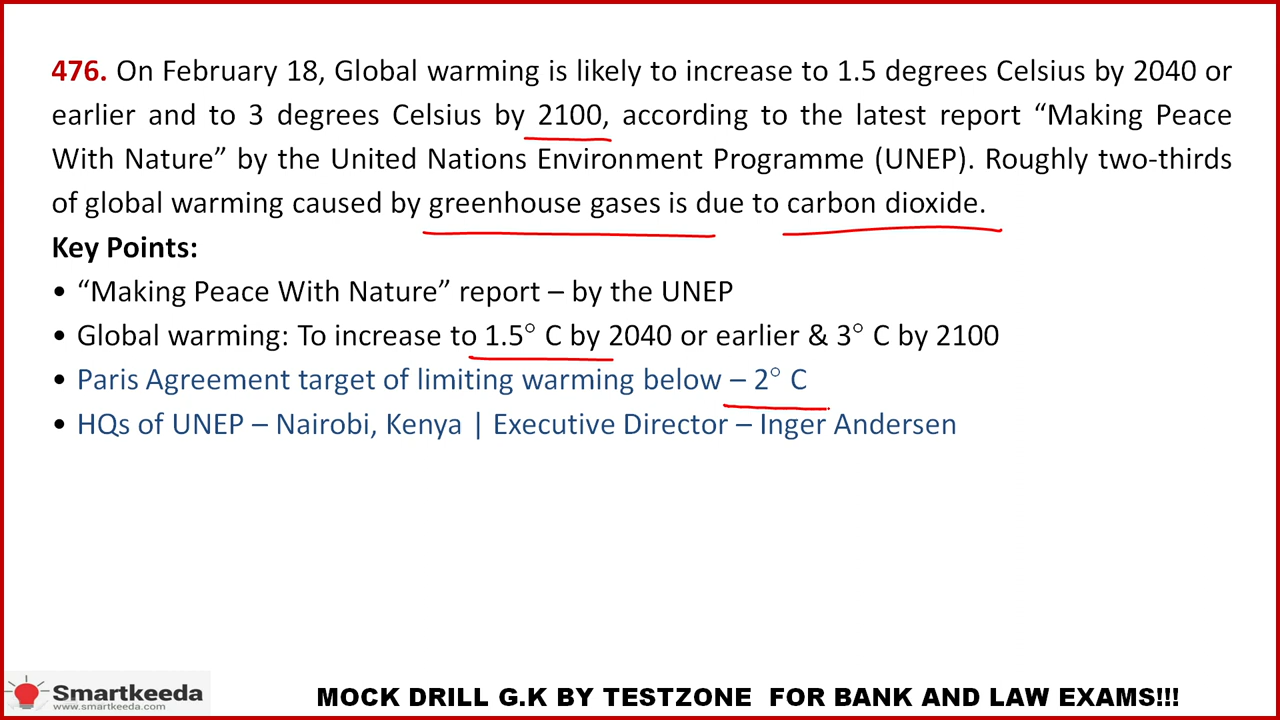 476. On February 18, Global warming is likely to increase to 1.5 degrees Celsius by 2040 or
earlier and to 3 degrees Celsius by 2100, according to the latest report “Making Peace
With Nature” by the United Nations Environment Programme (UNEP). Roughly two-thirds
of global warming caused by greenhouse gases is due to carbon dioxide.
Key Points:
• “Making Peace With Nature” report – by the UNEP
• Global warming: To increase to 1.5° C by 2040 or earlier & 3° C by 2100
• Paris Agreement target of limiting warming below – 2° C
• HQs of UNEP – Nairobi, Kenya | Executive Director – Inger Andersen
Smartkeeda
www.smartkeeda.com
MOCK DRILL G.K BY TESTZONE FOR BANK AND LAW EXAMS!!!